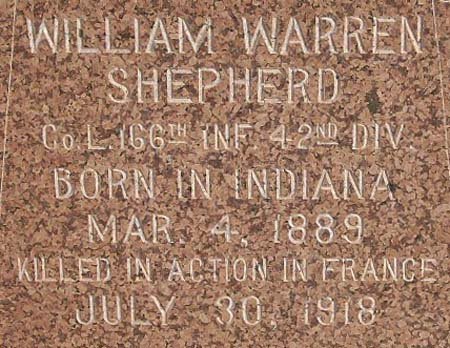 WILLIAM WARREN
SHEPHERD
Co. L. 166TH INF. 42ND DIV.
BORN IN INDIANA
MAR. 4, 1889
KILLED IN ACTION IN FRANCE
JULY 30, 1918